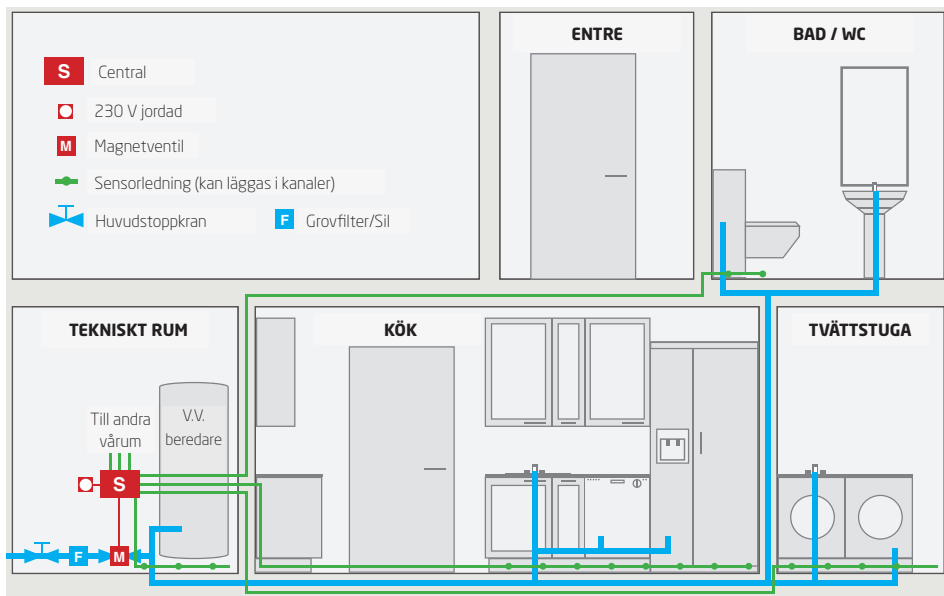 S Central
230 V jordad
M Magnetventil
Sensorledning (kan läggas i kanaler)
Huvudstoppkran
F Grovfilter/Sil
ENTRE
BAD / WC
TEKNISKT RUM
Till andra
vårum
V.V.
beredare
S
F
M
KÖK
TVÄTTSTUGA